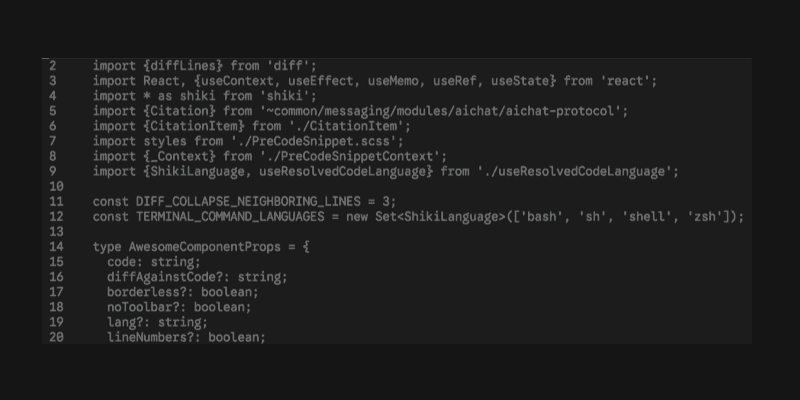 2 import {diffLines} from 'diff';
3 import React, {useContext, useEffect, useMemo, useRef, useState} from 'react';
4 import * as shiki from 'shiki';
5 import {Citation} from '~common/messaging/modules/aichat/aichat-protocol';
6 import {CitationItem} from './CitationItem';
7 import styles from './PreCodeSnippet.scss';
8 import {_Context} from './PreCodeSnippetContext';
9 import {ShikiLanguage, useResolvedCodeLanguage} from './useResolvedCodeLanguage';
10
11 const DIFF_COLLAPSE_NEIGHBORING_LINES = 3;
12 const TERMINAL_COMMAND_LANGUAGES = new Set<ShikiLanguage>(['bash', 'sh', 'shell', 'zsh']);
13
14 type AwesomeComponentProps = {
15 code: string;
16 diffAgainstCode?: string;
17 borderless?: boolean;
18 noToolbar?: boolean;
19 lang?: string;
20 lineNumbers?: boolean;